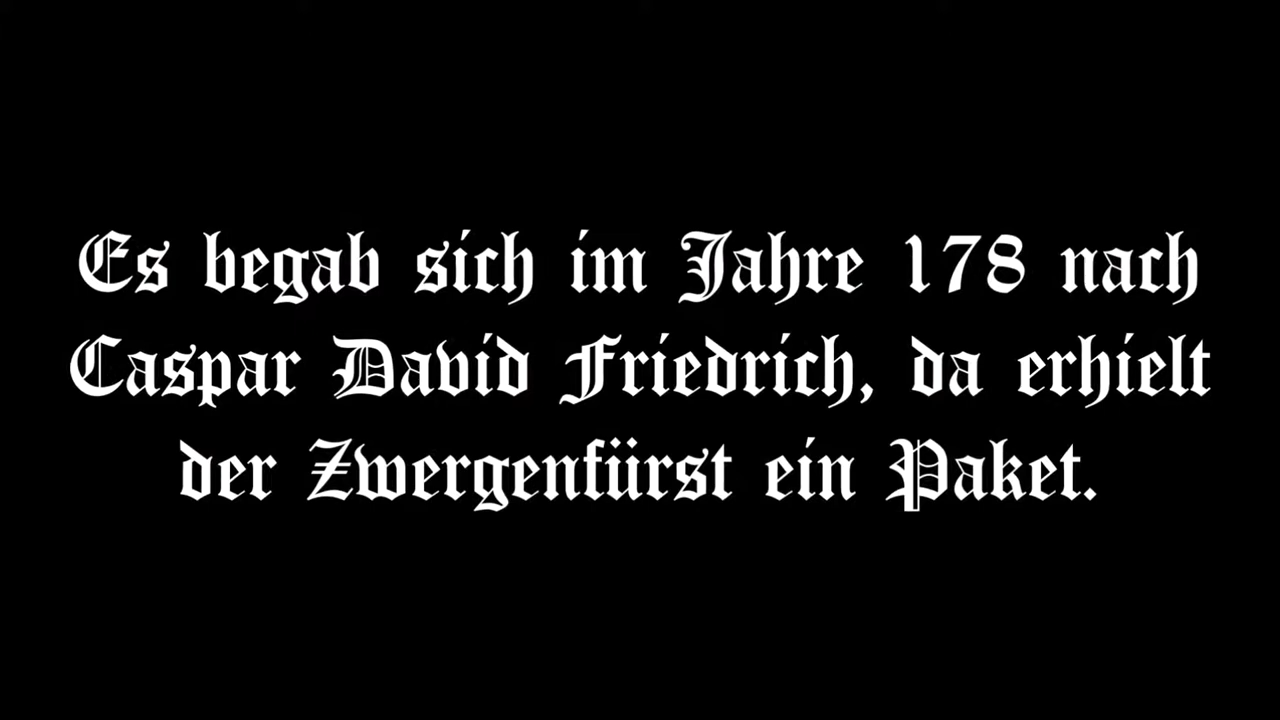 Es begab sich im Jahre 178 nach
Caspar David Friedrich, da erhielt
der Zwergenfürst ein Paket.